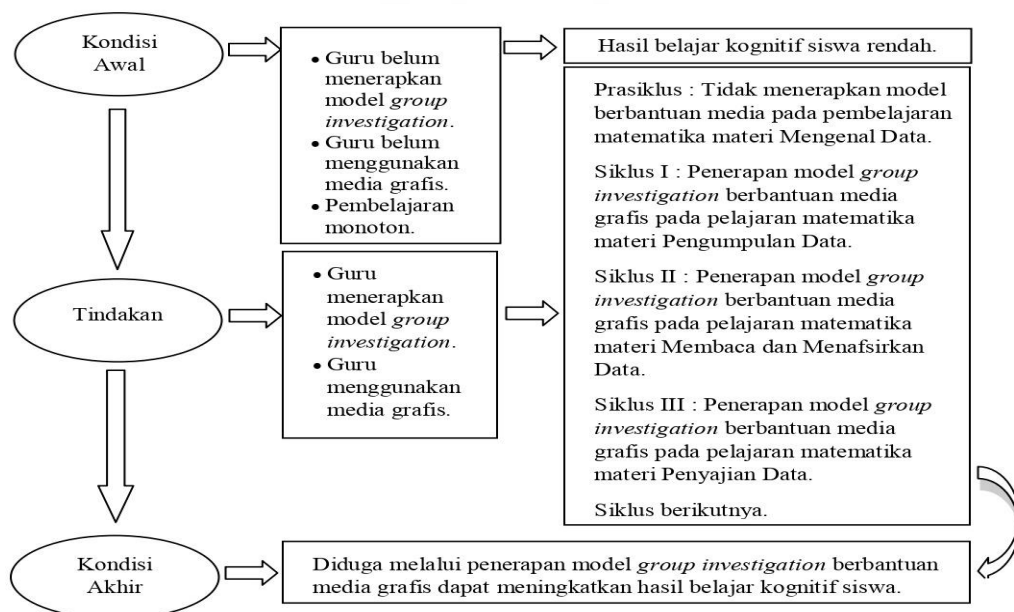 Kondisi
Awal
• Guru belum
menerapkan
model group
investigation.
• Guru belum
menggunakan
media grafis.
• Pembelajaran
monoton.
Hasil belajar kognitif siswa rendah.
Prasiklus : Tidak menerapkan model
berbantuan media pada pembelajaran
matematika materi Mengenal Data.
Siklus I : Penerapan model group
investigation berbantuan media
grafis pada pelajaran matematika
materi Pengumpulan Data.
Siklus II : Penerapan model group
investigation berbantuan media
grafis pada pelajaran matematika
materi Membaca dan Menafsirkan
Data.
Siklus III : Penerapan model group
investigation berbantuan media
grafis pada pelajaran matematika
materi Penyajian Data.
Siklus berikutnya.
Tindakan
• Guru
menerapkan
model group
investigation.
• Guru
menggunakan
media grafis.
Kondisi
Akhir
Diduga melalui penerapan model group investigation berbantuan
media grafis dapat meningkatkan hasil belajar kognitif siswa.